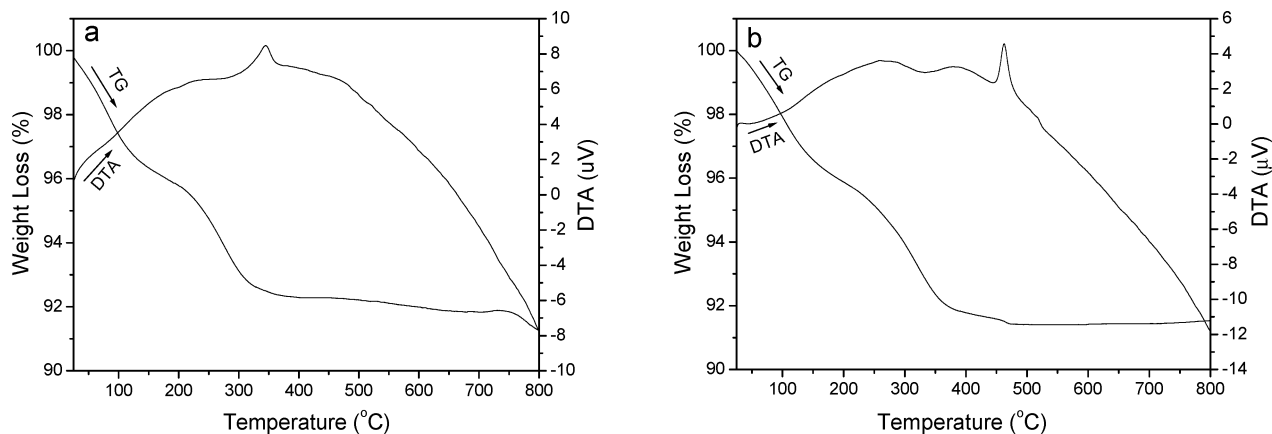 a
100
98
96
94
92
90
Weight Loss (%)
TG
DTA
10
8
6
4
2
0
-2
-4
-6
-8
-10
DTA (uV)
100 200 300 400 500 600 700 800
Temperature (°C)
b
100
98
96
94
92
90
Weight Loss (%)
TG
DTA
6
4
2
0
-2
-4
-6
-8
-10
-12
-14
DTA (μV)
100 200 300 400 500 600 700 800
Temperature (°C)